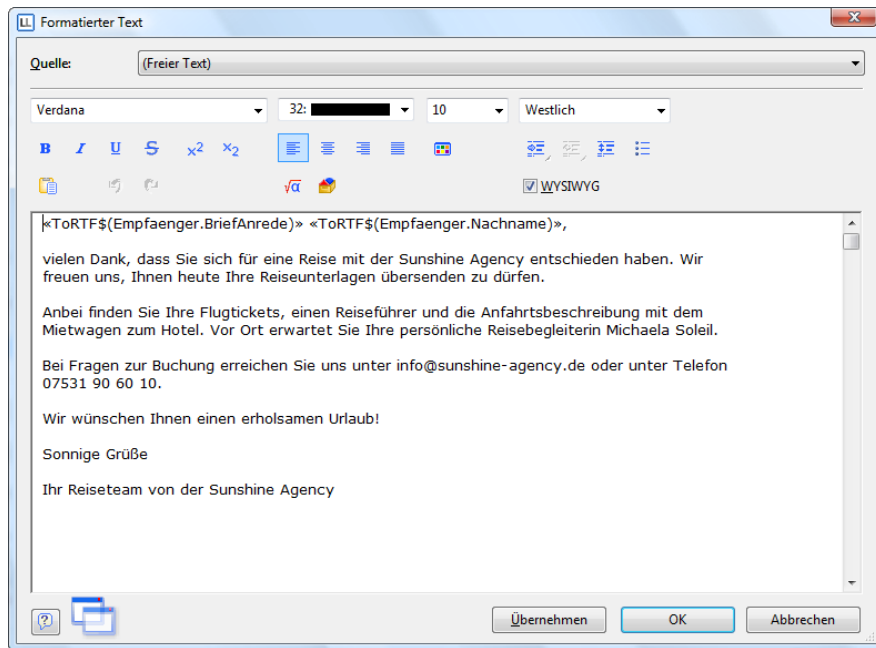 LL Formatierter Text
Quelle: (Freier Text)
Verdana 32: 10 Westlich
B I U S x2 x2
√α WYSIWYG
«ToRTF$(Empfaenger.BriefAnrede)» «ToRTF$(Empfaenger.Nachname)»,
vielen Dank, dass Sie sich für eine Reise mit der Sunshine Agency entschieden haben. Wir
freuen uns, Ihnen heute Ihre Reiseunterlagen übersenden zu dürfen.
Anbei finden Sie Ihre Flugtickets, einen Reiseführer und die Anfahrtsbeschreibung mit dem
Mietwagen zum Hotel. Vor Ort erwartet Sie Ihre persönliche Reisebegleiterin Michaela Soleil.
Bei Fragen zur Buchung erreichen Sie uns unter info@sunshine-agency.de oder unter Telefon
07531 90 60 10.
Wir wünschen Ihnen einen erholsamen Urlaub!
Sonnige Grüße
Ihr Reiseteam von der Sunshine Agency
? Übernehmen OK Abbrechen